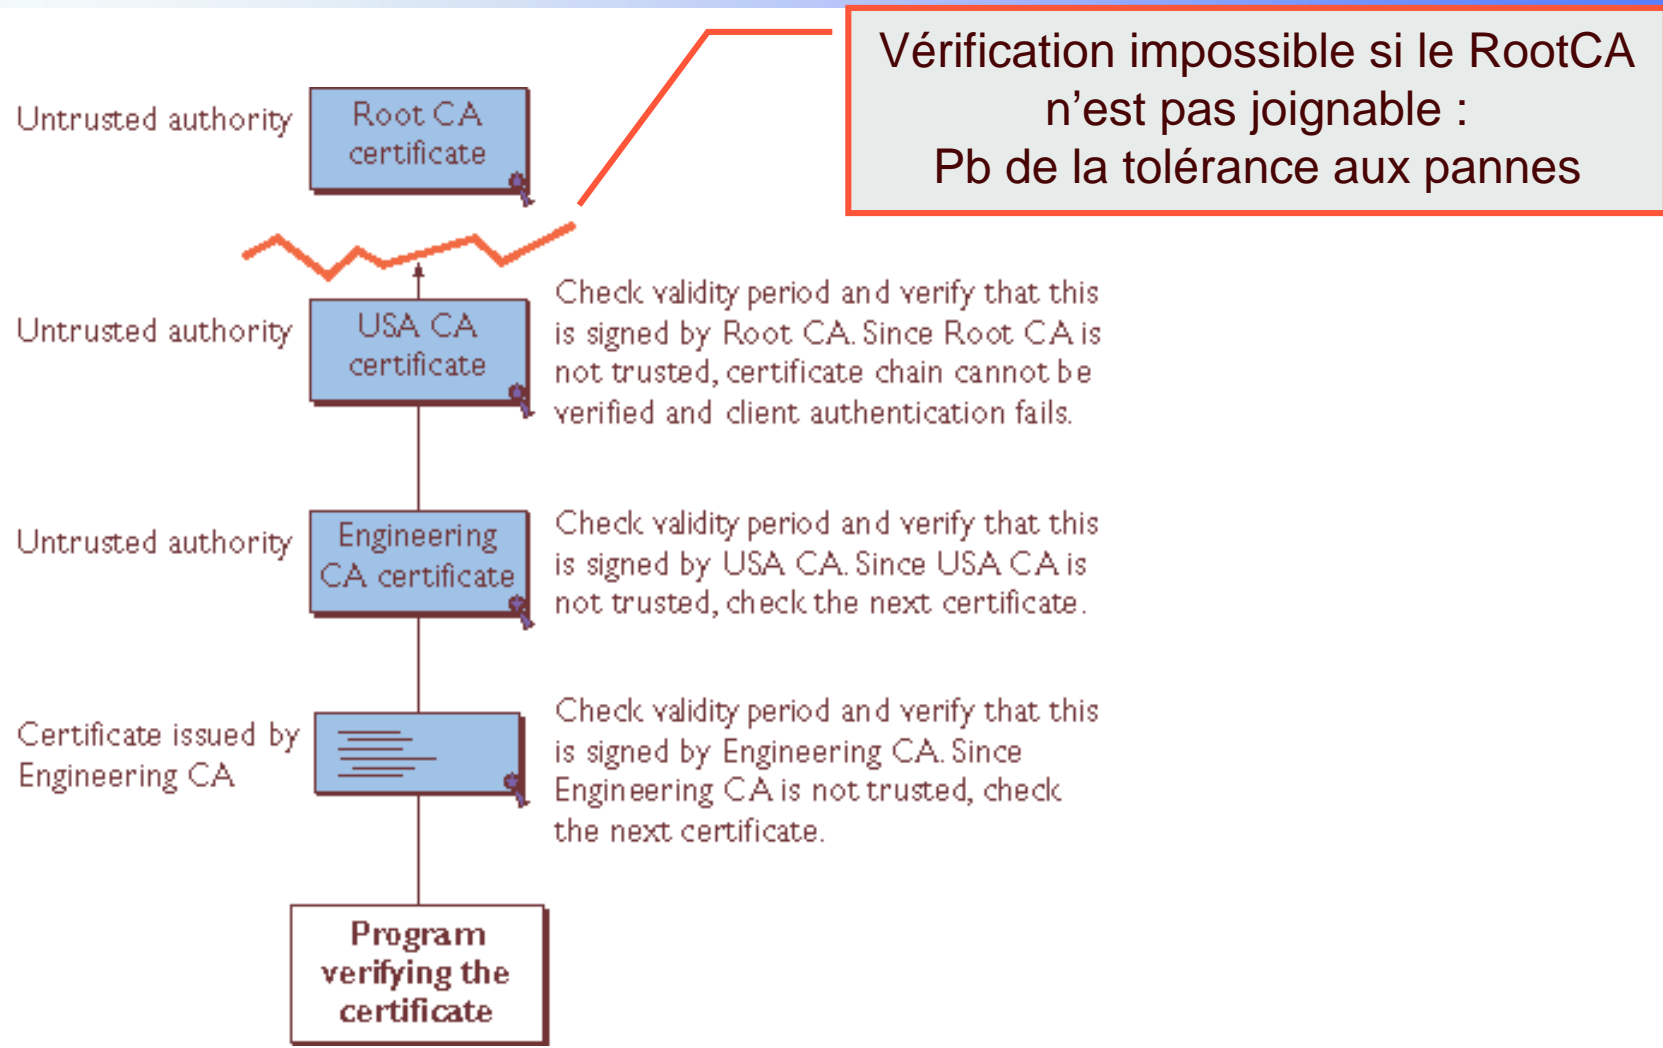 Vérification impossible si le RootCA
n'est pas joignable :
Pb de la tolérance aux pannes
Untrusted authority
Root CA
certificate
Untrusted authority
USA CA
certificate
Check validity period and verify that this
is signed by Root CA. Since Root CA is
not trusted, certificate chain cannot be
verified and client authentication fails.
Untrusted authority
Engineering
CA certificate
Check validity period and verify that this
is signed by USA CA. Since USA CA is
not trusted, check the next certificate.
Certificate issued by
Engineering CA
Check validity period and verify that this
is signed by Engineering CA. Since
Engineering CA is not trusted, check
the next certificate.
Program
verifying the
certificate